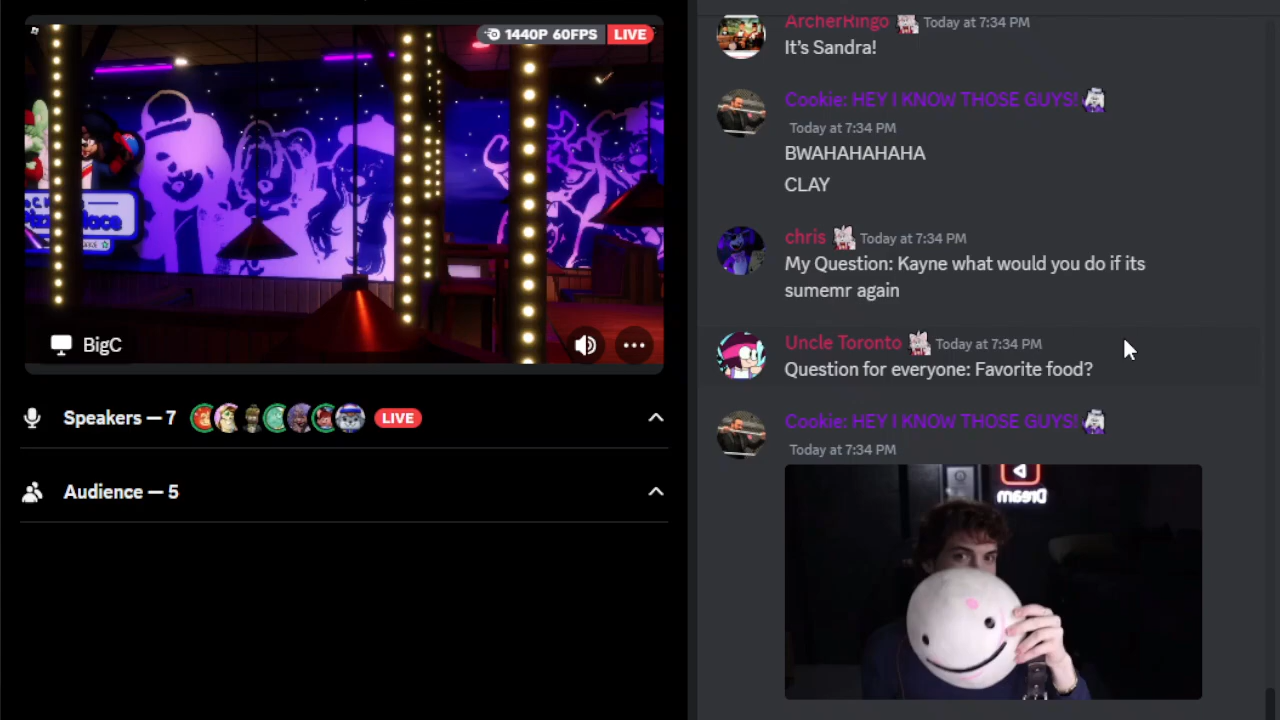 1440P 60FPS LIVE
BigC
Speakers — 7 LIVE
Audience — 5
ArcherRingo Today at 7:34 PM
It's Sandra!
Cookie: HEY I KNOW THOSE GUYS!
Today at 7:34 PM
BWAHAHAHAHA
CLAY
chris Today at 7:34 PM
My Question: Kayne what would you do if its
sumemr again
Uncle Toronto Today at 7:34 PM
Question for everyone: Favorite food?
Cookie: HEY I KNOW THOSE GUYS!
Today at 7:34 PM
Dream